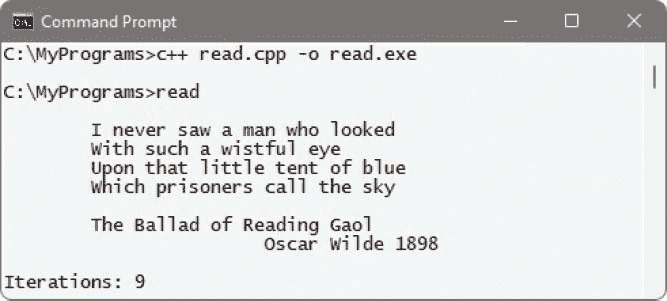 Command Prompt
C:\MyPrograms>c++ read.cpp -o read.exe
C:\MyPrograms>read
I never saw a man who looked
With such a wistful eye
Upon that little tent of blue
Which prisoners call the sky
The Ballad of Reading Gaol
Oscar Wilde 1898
Iterations: 9